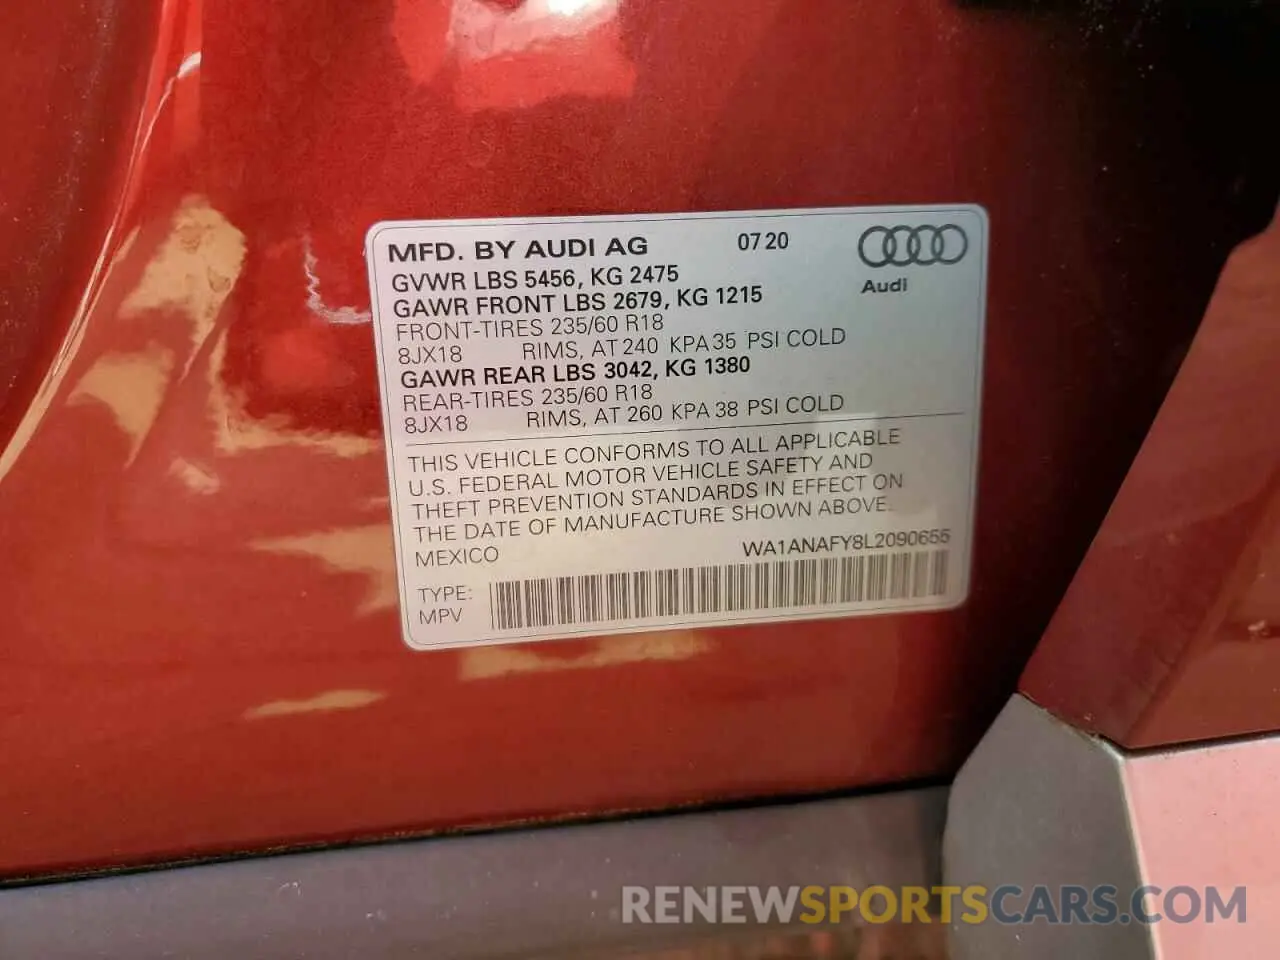 MFD. BY AUDI AG 07 20
GVWR LBS 5456, KG 2475
GAWR FRONT LBS 2679, KG 1215
Audi
FRONT-TIRES 235/60 R18
8JX18 RIMS, AT 240 KPA 35 PSI COLD
GAWR REAR LBS 3042, KG 1380
REAR-TIRES 235/60 R18
8JX18 RIMS, AT 260 KPA 38 PSI COLD
THIS VEHICLE CONFORMS TO ALL APPLICABLE
U.S. FEDERAL MOTOR VEHICLE SAFETY AND
THEFT PREVENTION STANDARDS IN EFFECT ON
THE DATE OF MANUFACTURE SHOWN ABOVE.
MEXICO WA1ANAFY8L2090655
TYPE:
MPV
RENEWSPORTSCARS.COM